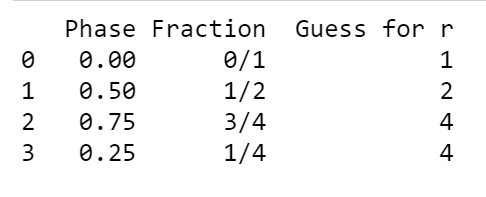 Phase Fraction Guess for r
0 0.00 0/1 1
1 0.50 1/2 2
2 0.75 3/4 4
3 0.25 1/4 4